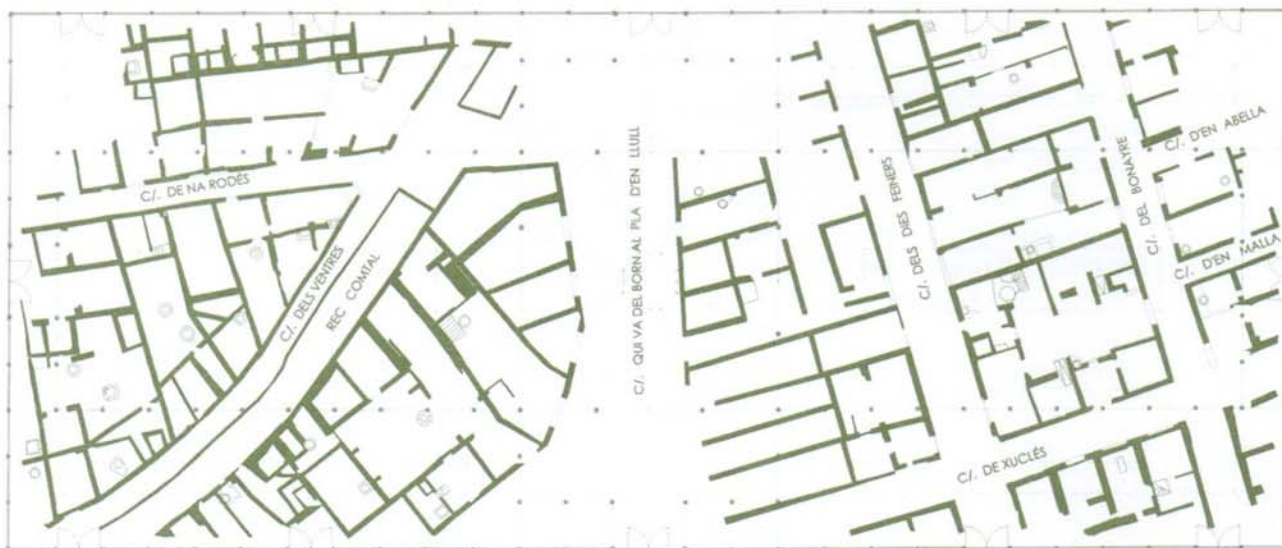 C/. DE NA RODÉS
C/. DELS VENTRES
REC COMTAL
C/. QUI VA DEL BORN AL PLA D'EN LLULL
C/. DELS DIES FEINERS
C/. DEL BONAYRE
C/. D'EN ABELLA
C/. D'EN MALLA
C/. DE XUCLÉS